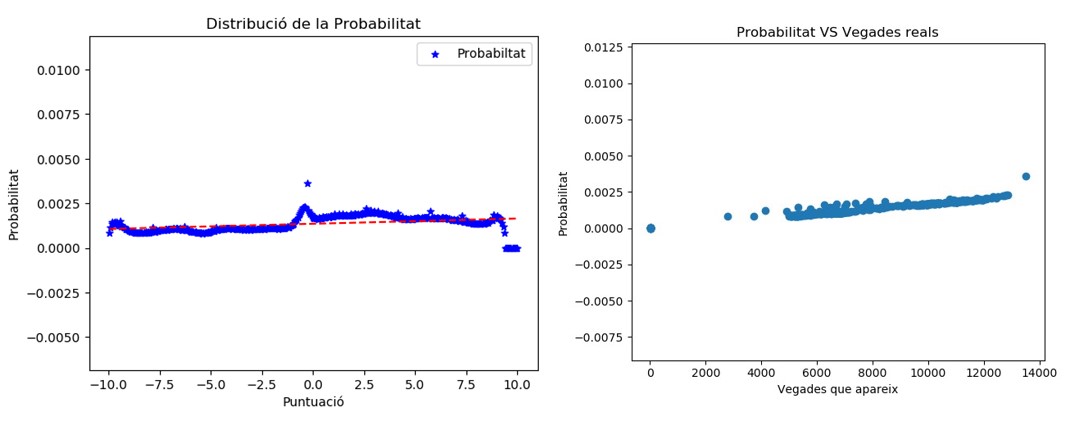 Distribució de la Probabilitat
Probabiltat
0.0100
0.0075
0.0050
0.0025
0.0000
−0.0025
−0.0050
Probabilitat
−10.0 −7.5 −5.0 −2.5 0.0 2.5 5.0 7.5 10.0
Puntuació
Probabilitat VS Vegades reals
0.0125
0.0100
0.0075
0.0050
0.0025
0.0000
−0.0025
−0.0050
−0.0075
Probabilitat
0 2000 4000 6000 8000 10000 12000 14000
Vegades que apareix